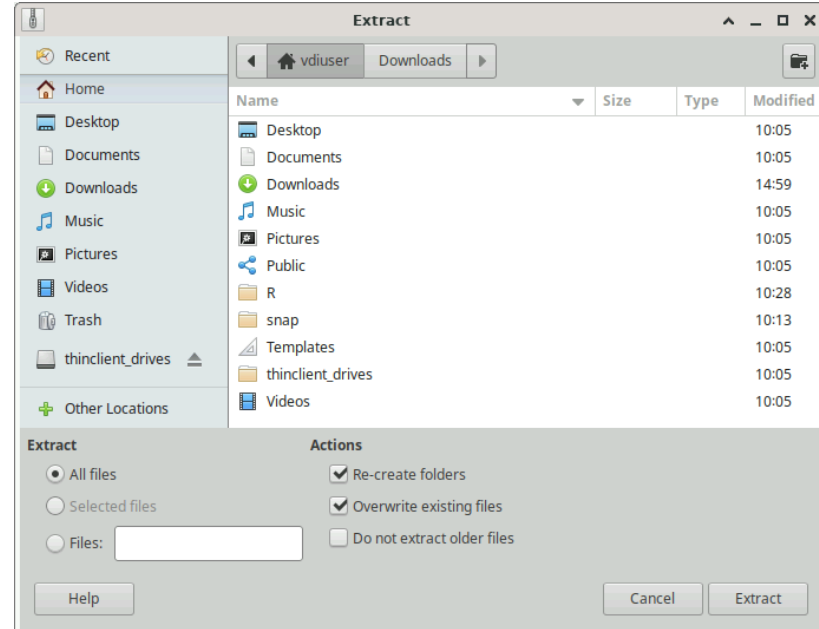 Extract
Recent
Home
Desktop
Documents
Downloads
Music
Pictures
Videos
Trash
thinclient_drives
Other Locations
vdiuser Downloads
Name Size Type Modified
Desktop 10:05
Documents 10:05
Downloads 14:59
Music 10:05
Pictures 10:05
Public 10:05
R 10:28
snap 10:13
Templates 10:05
thinclient_drives 10:05
Videos 10:05
Extract
All files
Selected files
Files:
Actions
Re-create folders
Overwrite existing files
Do not extract older files
Help Cancel Extract